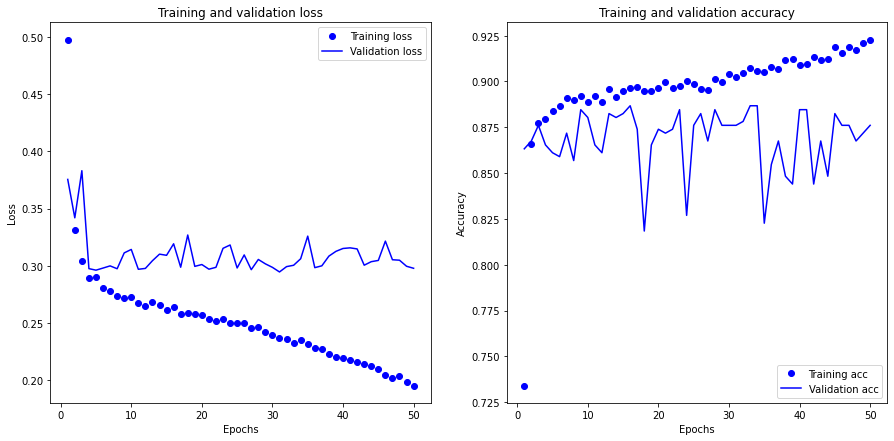 Training and validation loss
Training loss
Validation loss
0.50
0.45
0.40
0.35
0.30
0.25
0.20
Loss
0
10
20
30
40
50
Epochs
Training and validation accuracy
0.925
0.900
0.875
0.850
0.825
0.800
0.775
0.750
0.725
Accuracy
Training acc
Validation acc
0
10
20
30
40
50
Epochs